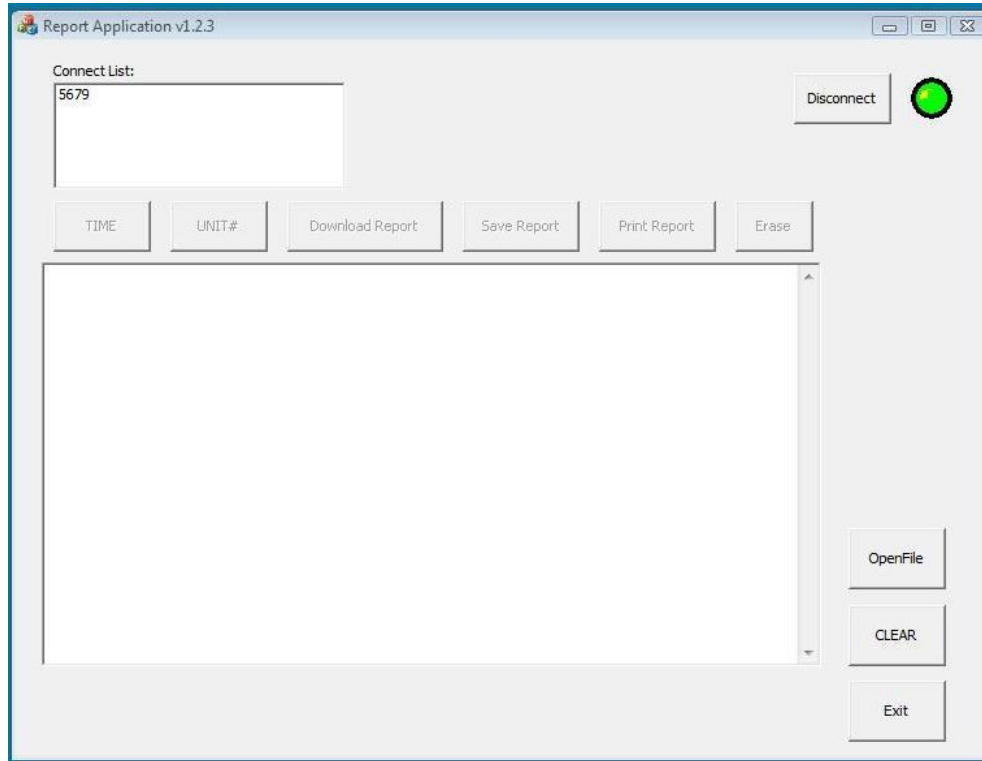 Report Application v1.2.3
Connect List:
5679
Disconnect
TIME
UNIT#
Download Report
Save Report
Print Report
Erase
OpenFile
CLEAR
Exit